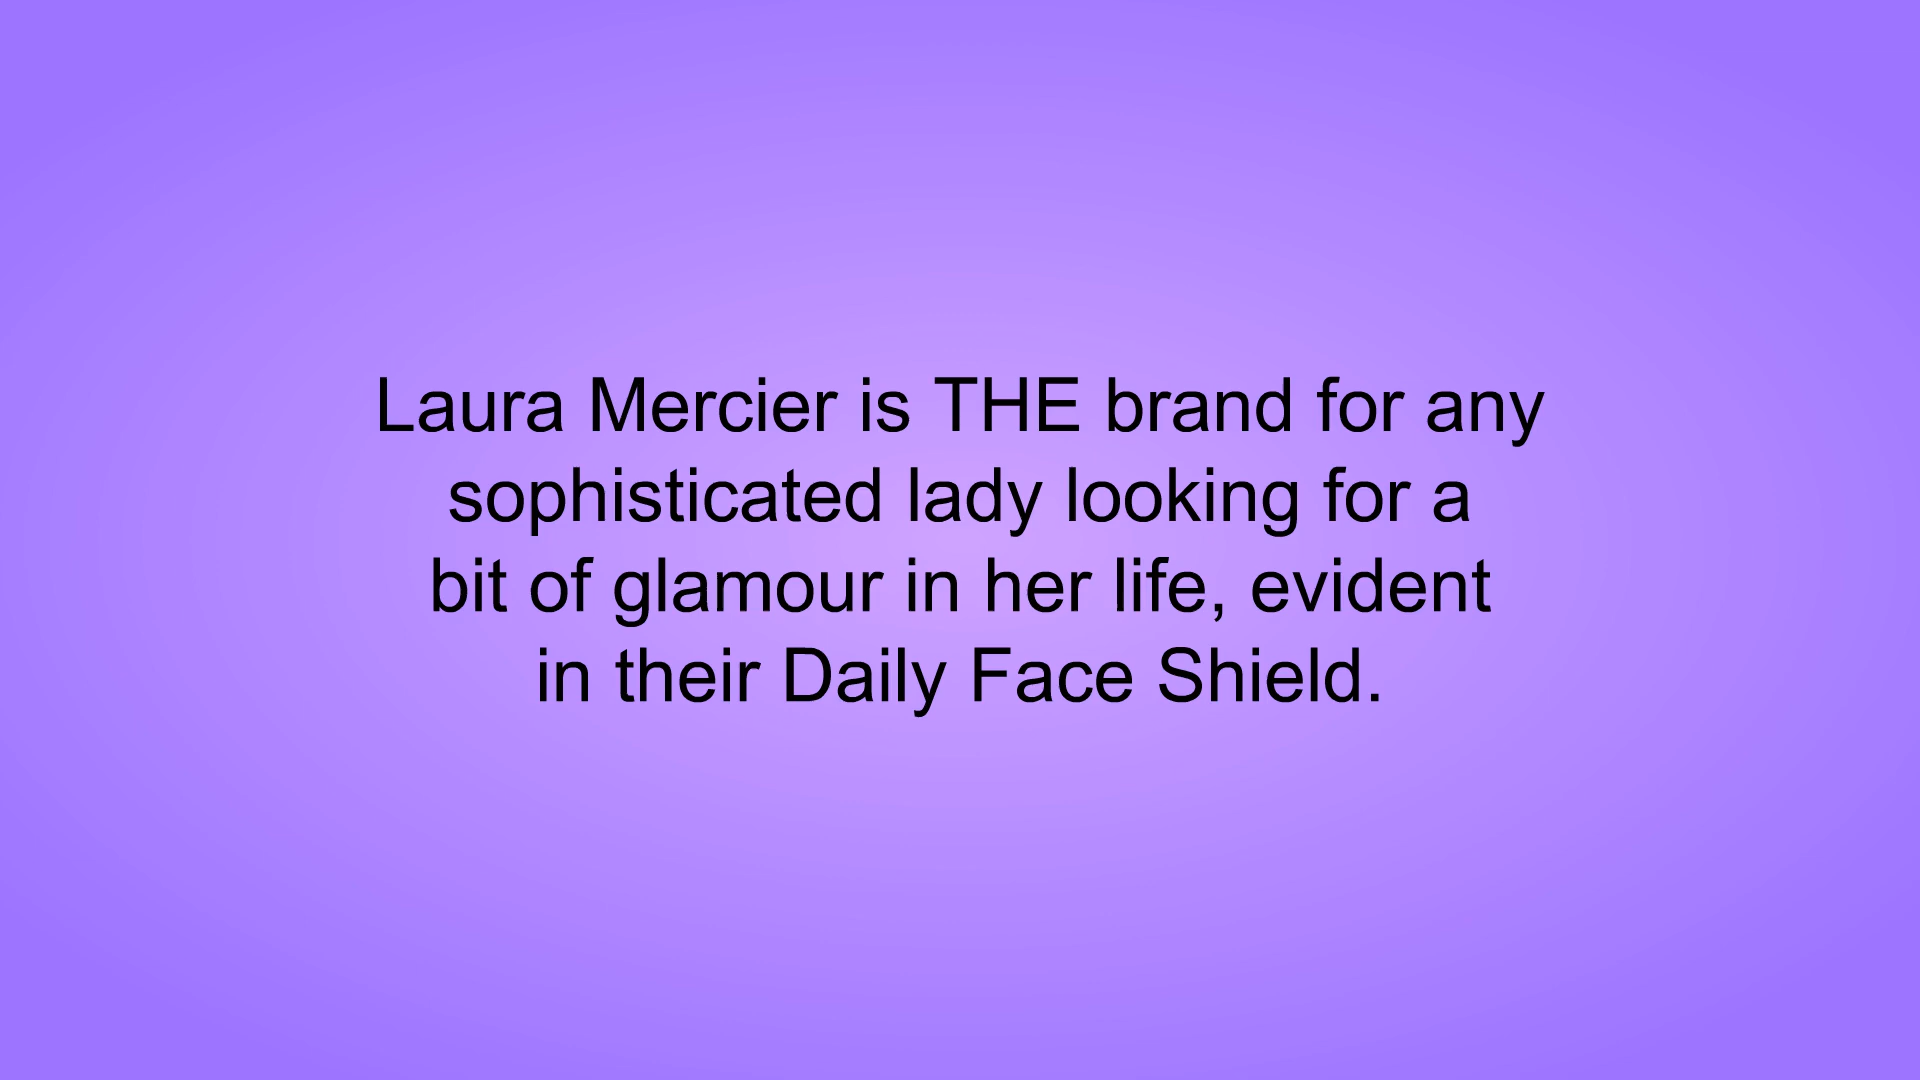 Laura Mercier is THE brand for any
sophisticated lady looking for a
bit of glamour in her life, evident
in their Daily Face Shield.